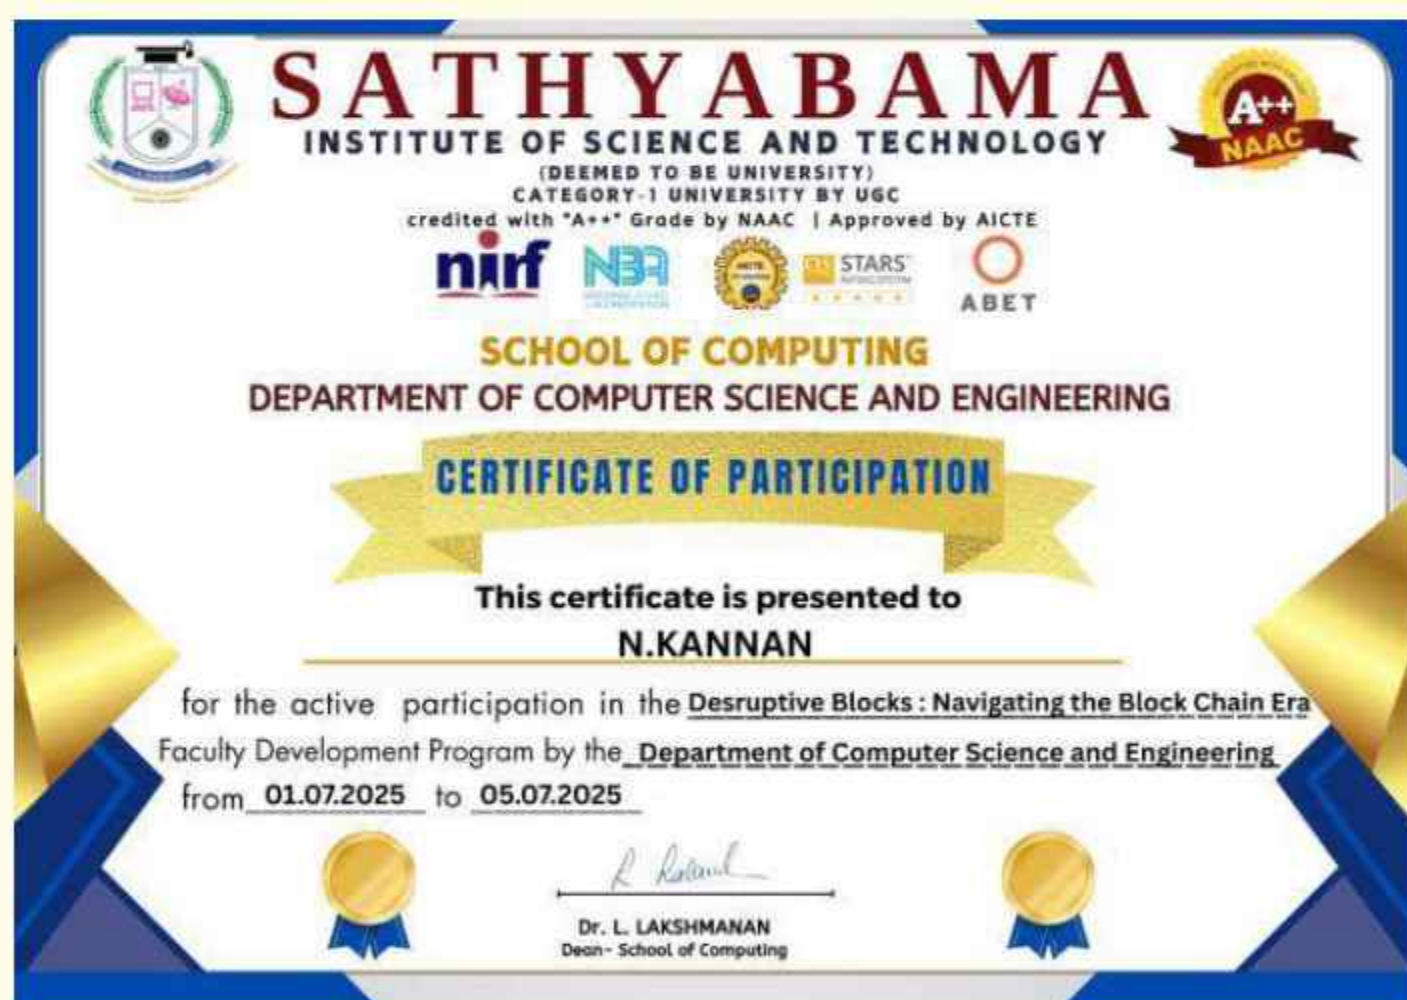 SATHYABAMA
INSTITUTE OF SCIENCE AND TECHNOLOGY
(DEEMED TO BE UNIVERSITY)
CATEGORY-1 UNIVERSITY BY UGC
credited with "A++" Grade by NAAC | Approved by AICTE
A++
NAAC
nirf
NBA
STARS
ABET
SCHOOL OF COMPUTING
DEPARTMENT OF COMPUTER SCIENCE AND ENGINEERING
CERTIFICATE OF PARTICIPATION
This certificate is presented to
N.KANNAN
for the active participation in the Desruptive Blocks : Navigating the Block Chain Era
Faculty Development Program by the Department of Computer Science and Engineering
from 01.07.2025 to 05.07.2025
Dr. L. LAKSHMANAN
Dean- School of Computing